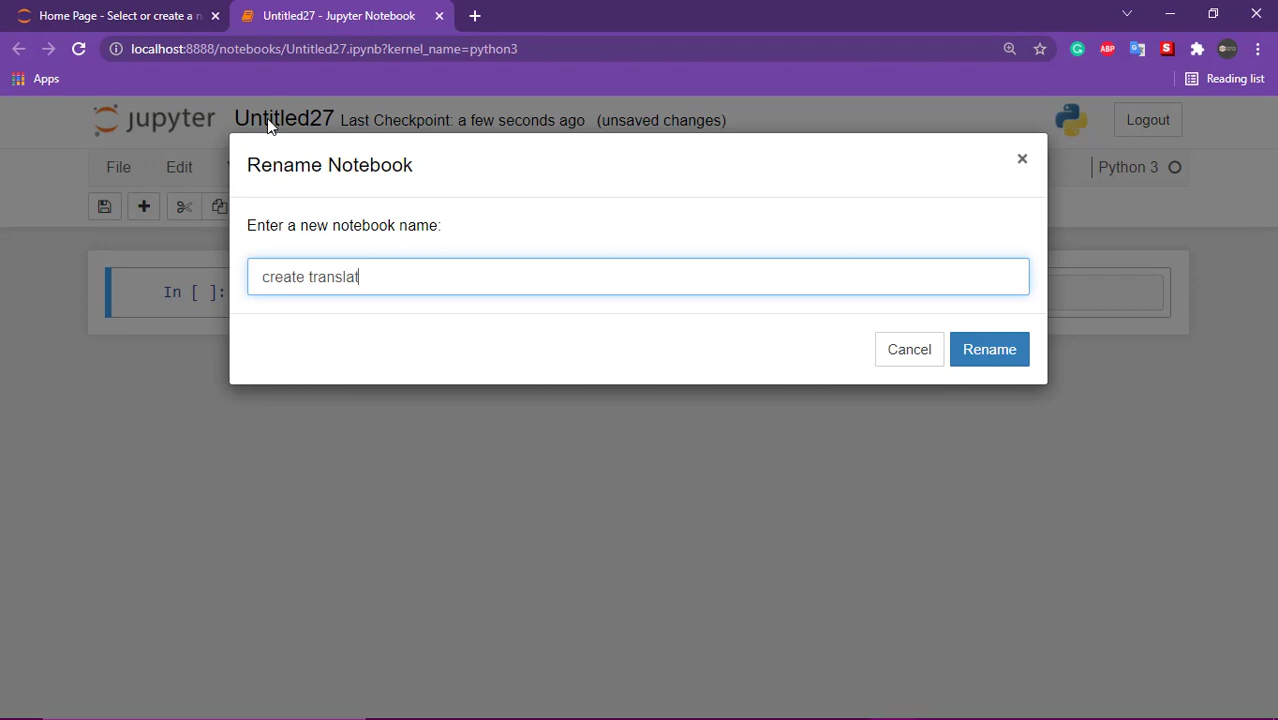 Home Page - Select or create a n
Untitled27 - Jupyter Notebook
localhost:8888/notebooks/Untitled27.ipynb?kernel_name=python3
ABP
S
Apps
Reading list
jupyter
Untitled27 Last Checkpoint: a few seconds ago (unsaved changes)
Logout
File
Edit
Python 3
Rename Notebook
Enter a new notebook name:
create translat
In [ ]:
Cancel
Rename